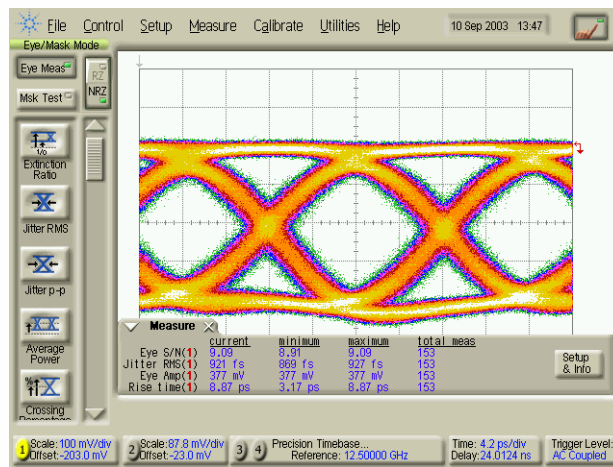 File Control Setup Measure Calibrate Utilities Help 10 Sep 2003 13:47
Eye/Mask Mode
Eye Meas
RZ
NRZ
Msk Test
1/0
Extinction
Ratio
Jitter RMS
Jitter p-p
Average
Power
Crossing
Percentage
Measure
current minimum maximum total meas
Eye S/N(1) 9.09 8.91 9.09 153
Jitter RMS(1) 921 fs 869 fs 927 fs 153
Eye Amp(1) 377 mV 377 mV 377 mV 153
Rise time(1) 8.87 ps 3.17 ps 8.87 ps 153
Setup
& Info
1 Scale: 100 mV/div
Offset:-203.0 mV
2 Scale:87.8 mV/div
Offset:-23.0 mV
3 4
Precision Timebase...
Reference: 12.50000 GHz
Time: 4.2 ps/div
Delay:24.0124 ns
Trigger Level:
AC Coupled